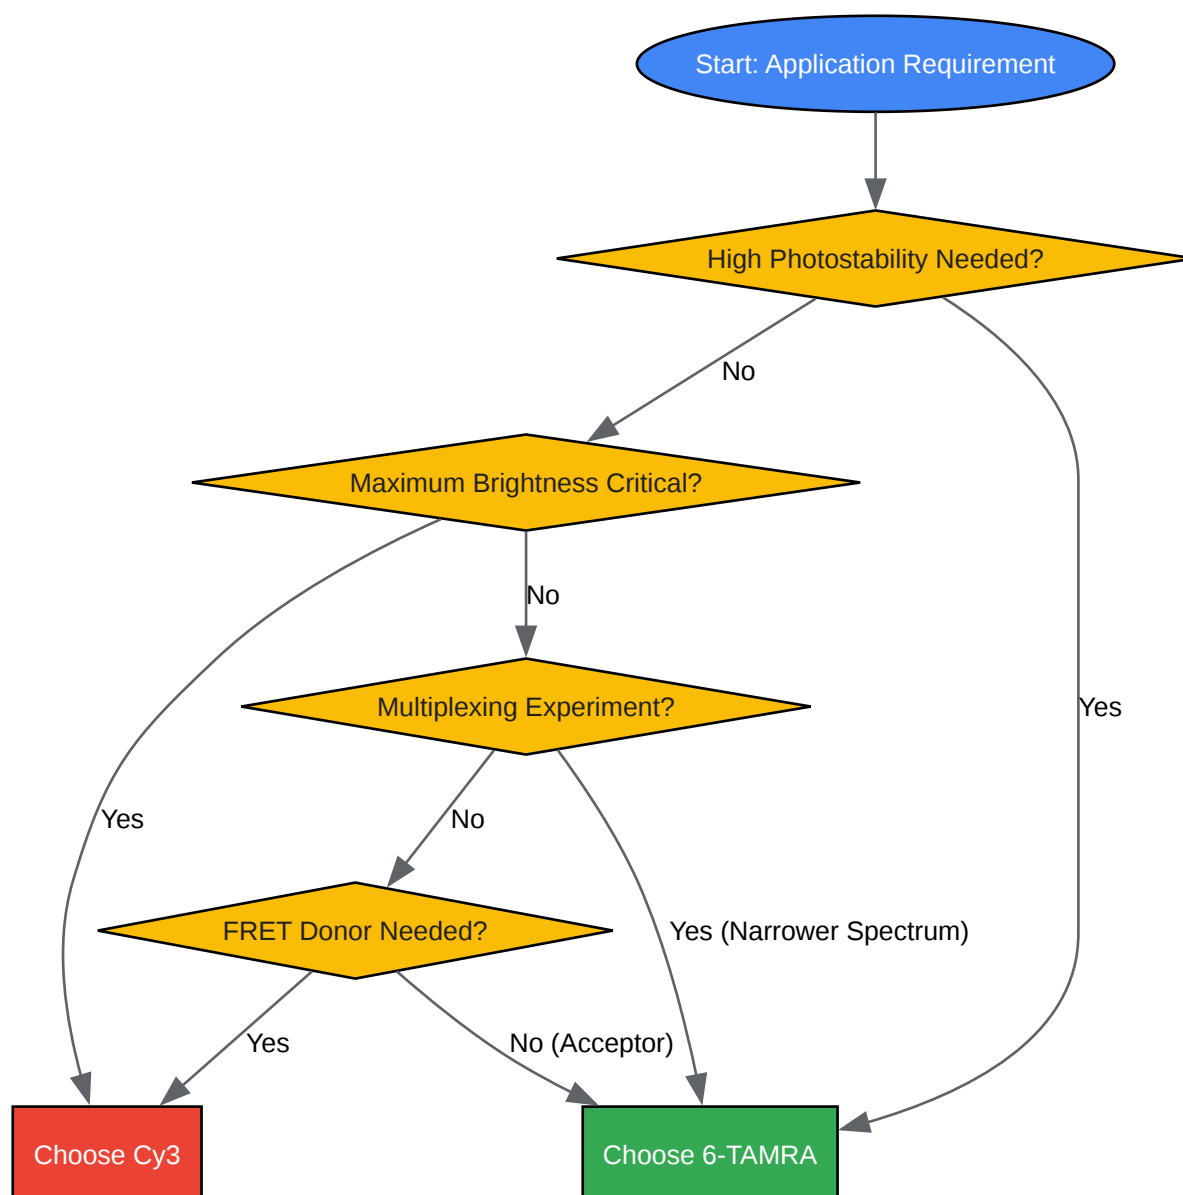 Start: Application Requirement
High Photostability Needed?
No
Maximum Brightness Critical?
No
Multiplexing Experiment?
Yes
Yes
No
FRET Donor Needed?
Yes (Narrower Spectrum)
Yes
No (Acceptor)
Choose Cy3
Choose 6-TAMRA